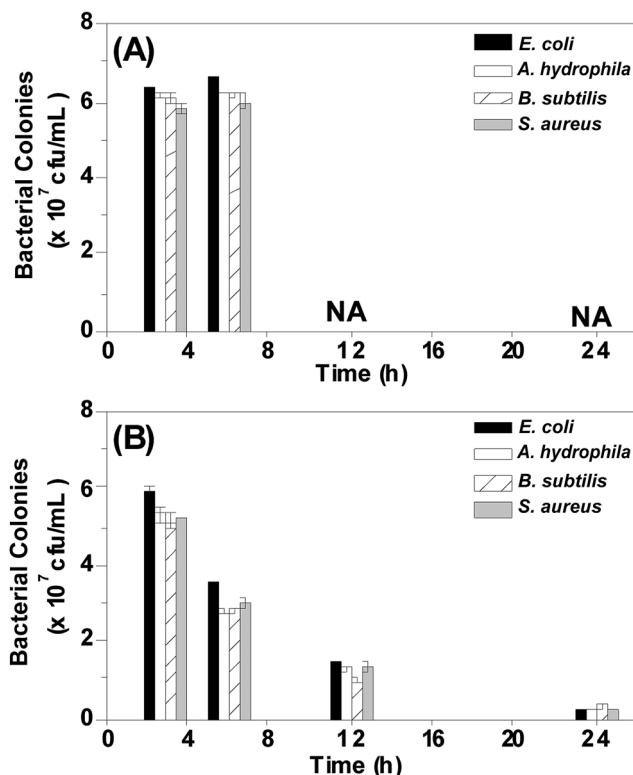 (A)
Bacterial Colonies
(x 10⁷ cfu/mL)
8
6
4
2
0
E. coli
A. hydrophila
B. subtilis
S. aureus
NA
NA
0 4 8 12 16 20 24
Time (h)
(B)
Bacterial Colonies
(x 10⁷ cfu/mL)
8
6
4
2
0
E. coli
A. hydrophila
B. subtilis
S. aureus
0 4 8 12 16 20 24
Time (h)